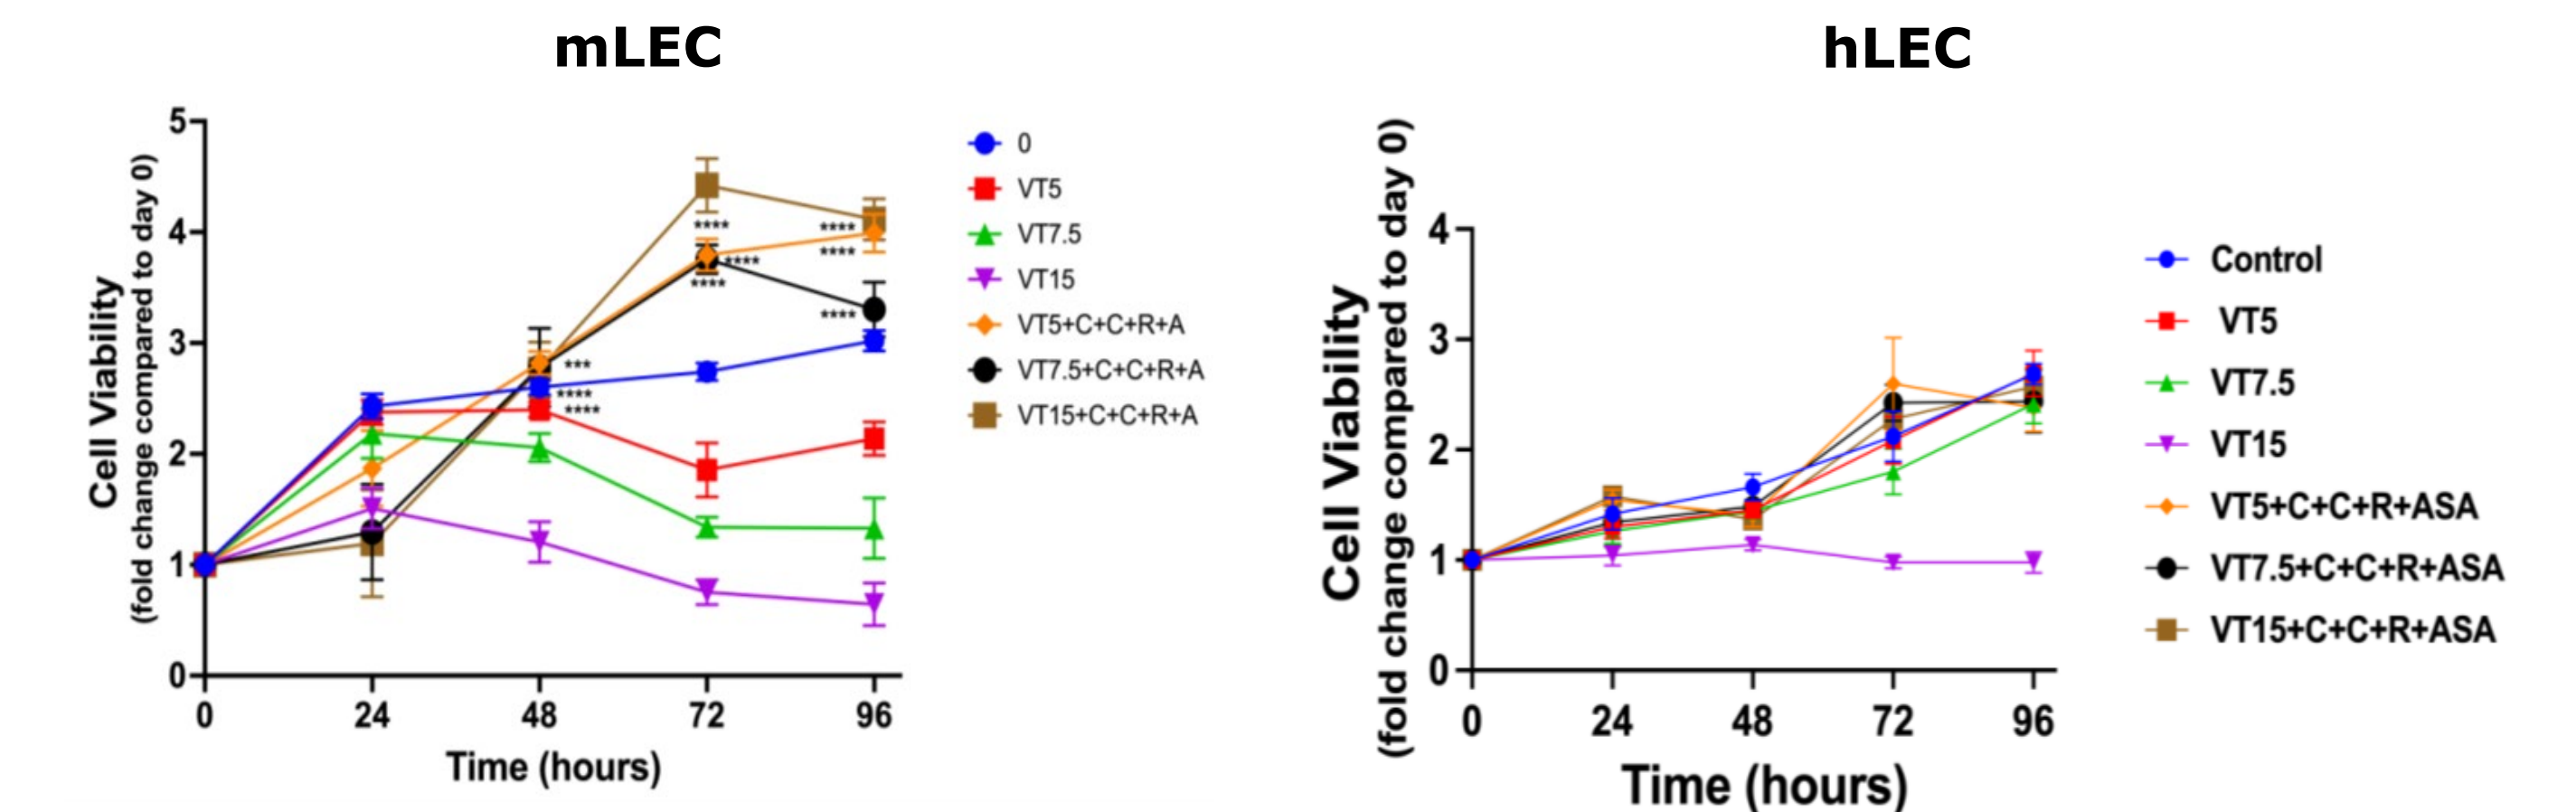 mLEC
Cell Viability
(fold change compared to day 0)
5
4
3
2
1
0
0 24 48 72 96
Time (hours)
****
****
****
****
****
****
***
****
****
0
VT5
VT7.5
VT15
VT5+C+C+R+A
VT7.5+C+C+R+A
VT15+C+C+R+A
hLEC
Cell Viability
(fold change compared to day 0)
4
3
2
1
0
0 24 48 72 96
Time (hours)
Control
VT5
VT7.5
VT15
VT5+C+C+R+ASA
VT7.5+C+C+R+ASA
VT15+C+C+R+ASA